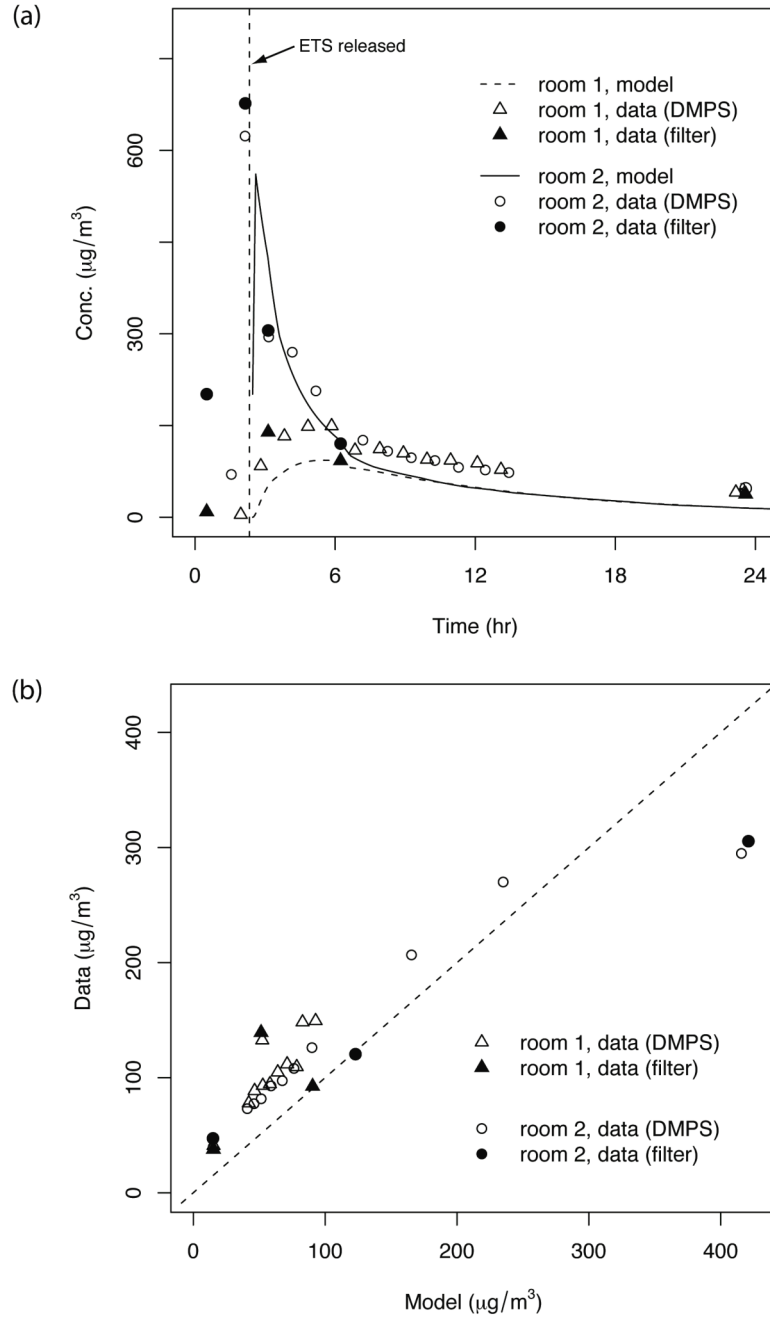 (a)
ETS released
room 1, model
room 1, data (DMPS)
room 1, data (filter)
room 2, model
room 2, data (DMPS)
room 2, data (filter)
Conc. (μg/m³)
600
300
0
0 6 12 18 24
Time (hr)
(b)
Data (μg/m³)
400
300
200
100
0
room 1, data (DMPS)
room 1, data (filter)
room 2, data (DMPS)
room 2, data (filter)
0 100 200 300 400
Model (μg/m³)